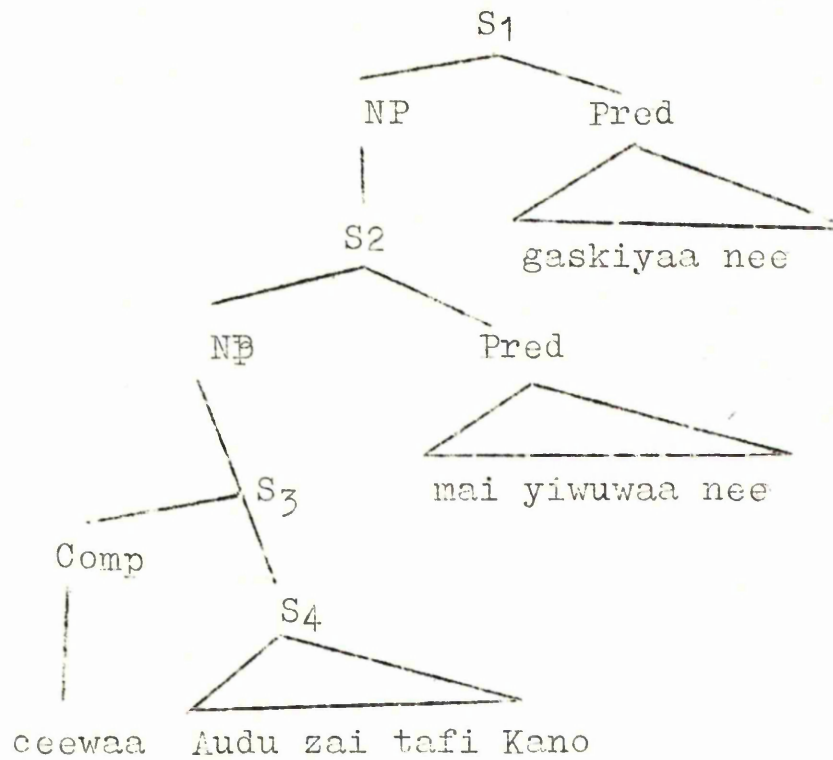 S1
NP Pred
gaskiyaa nee
S2
NP Pred
mai yiwuwaa nee
S3
Comp
S4
ceewaa Audu zai tafi Kano